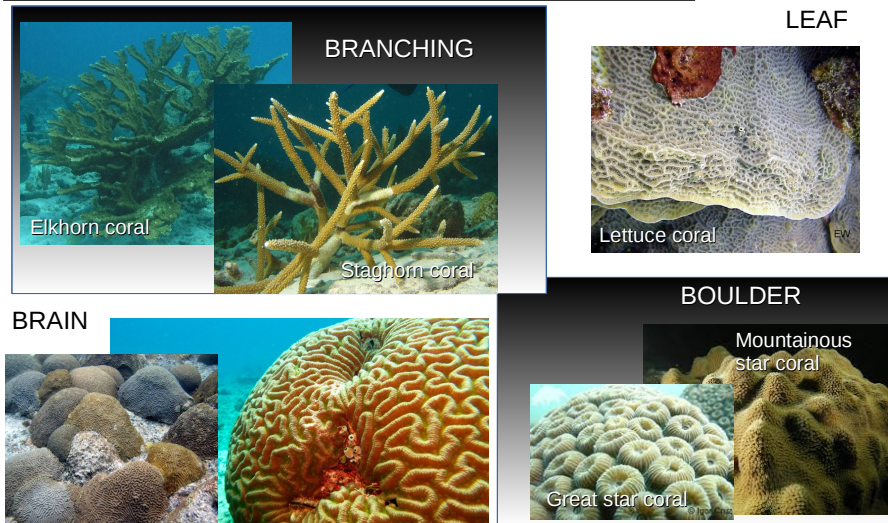 BRANCHING
LEAF
Elkhorn coral
Staghorn coral
Lettuce coral
EW
BRAIN
BOULDER
Mountainous
star coral
Great star coral